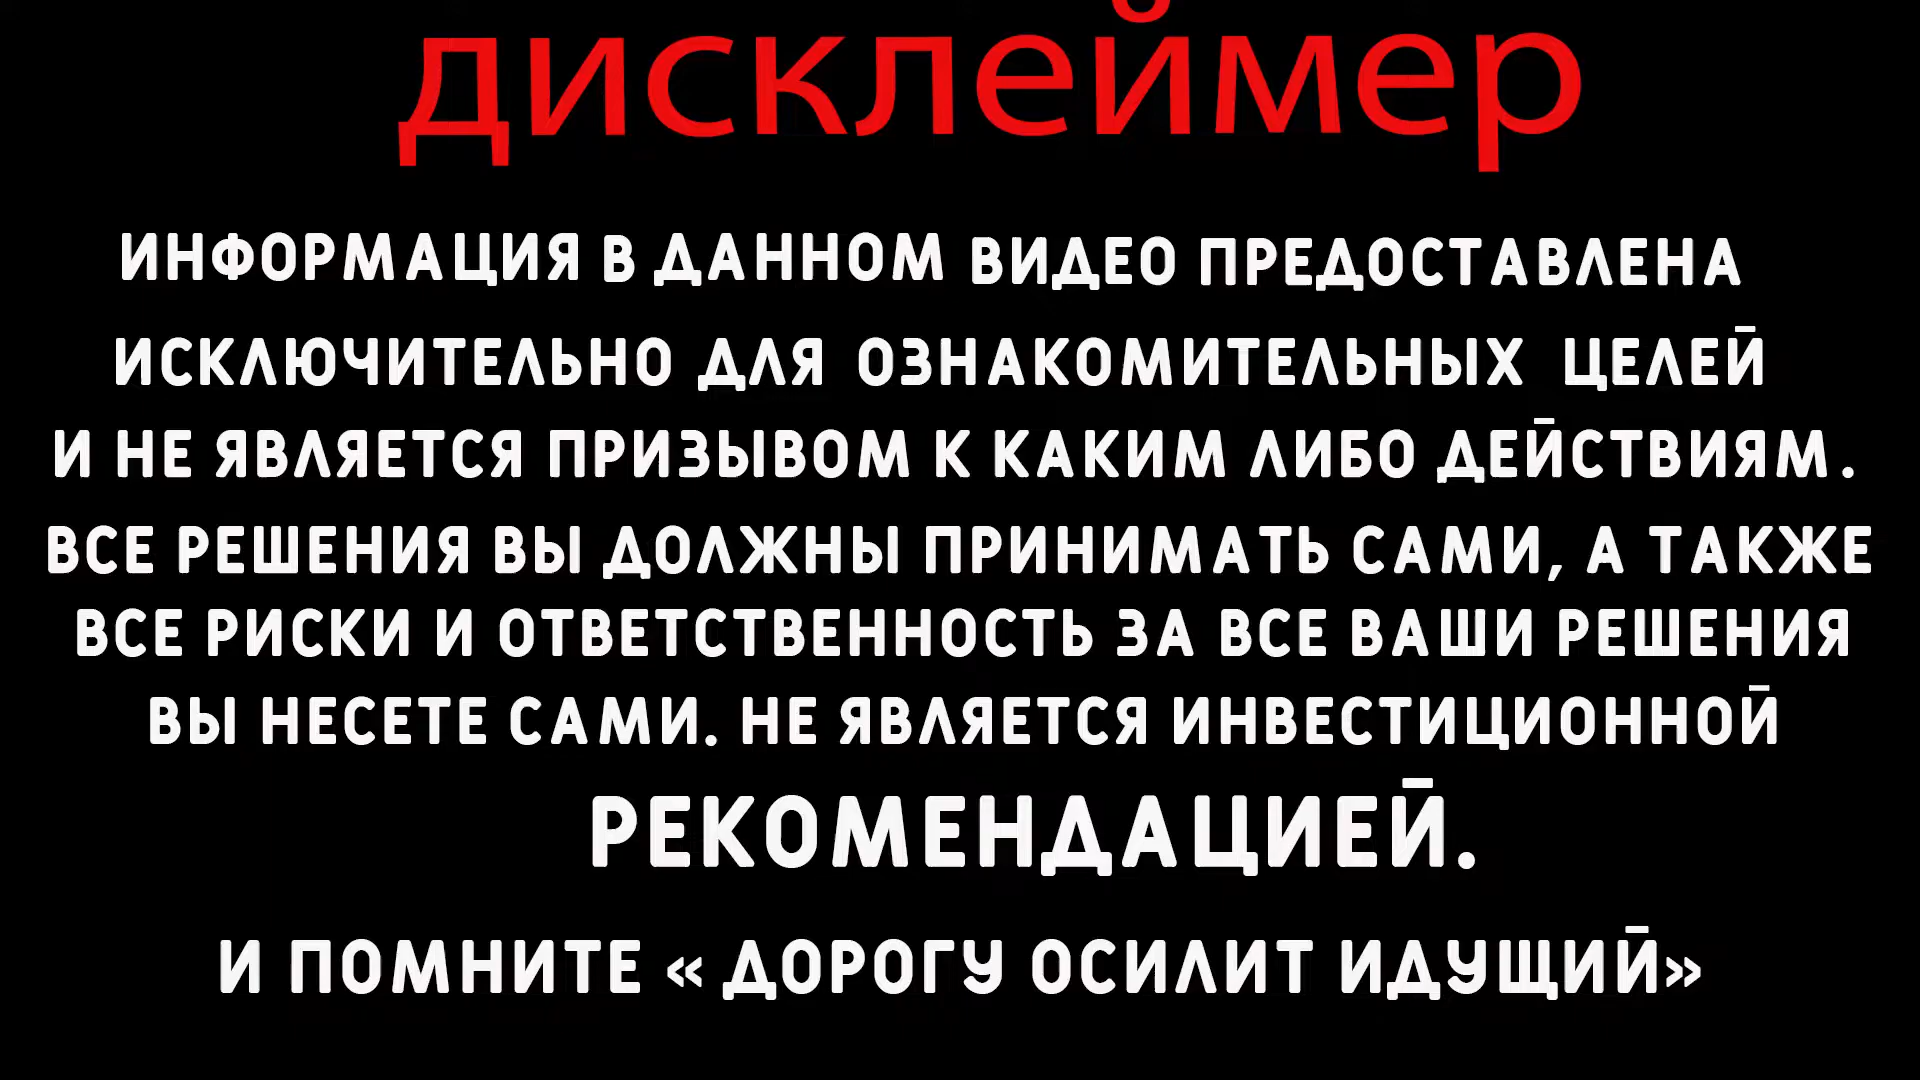 дисклеймер
ИНФОРМАЦИЯ В ДАННОМ ВИДЕО ПРЕДОСТАВЛЕНА
ИСКЛЮЧИТЕЛЬНО ДЛЯ ОЗНАКОМИТЕЛЬНЫХ ЦЕЛЕЙ
И НЕ ЯВЛЯЕТСЯ ПРИЗЫВОМ К КАКИМ ЛИБО ДЕЙСТВИЯМ.
ВСЕ РЕШЕНИЯ ВЫ ДОЛЖНЫ ПРИНИМАТЬ САМИ, А ТАКЖЕ
ВСЕ РИСКИ И ОТВЕТСТВЕННОСТЬ ЗА ВСЕ ВАШИ РЕШЕНИЯ
ВЫ НЕСЕТЕ САМИ. НЕ ЯВЛЯЕТСЯ ИНВЕСТИЦИОННОЙ
РЕКОМЕНДАЦИЕЙ.
И ПОМНИТЕ « ДОРОГУ ОСИЛИТ ИДУЩИЙ»